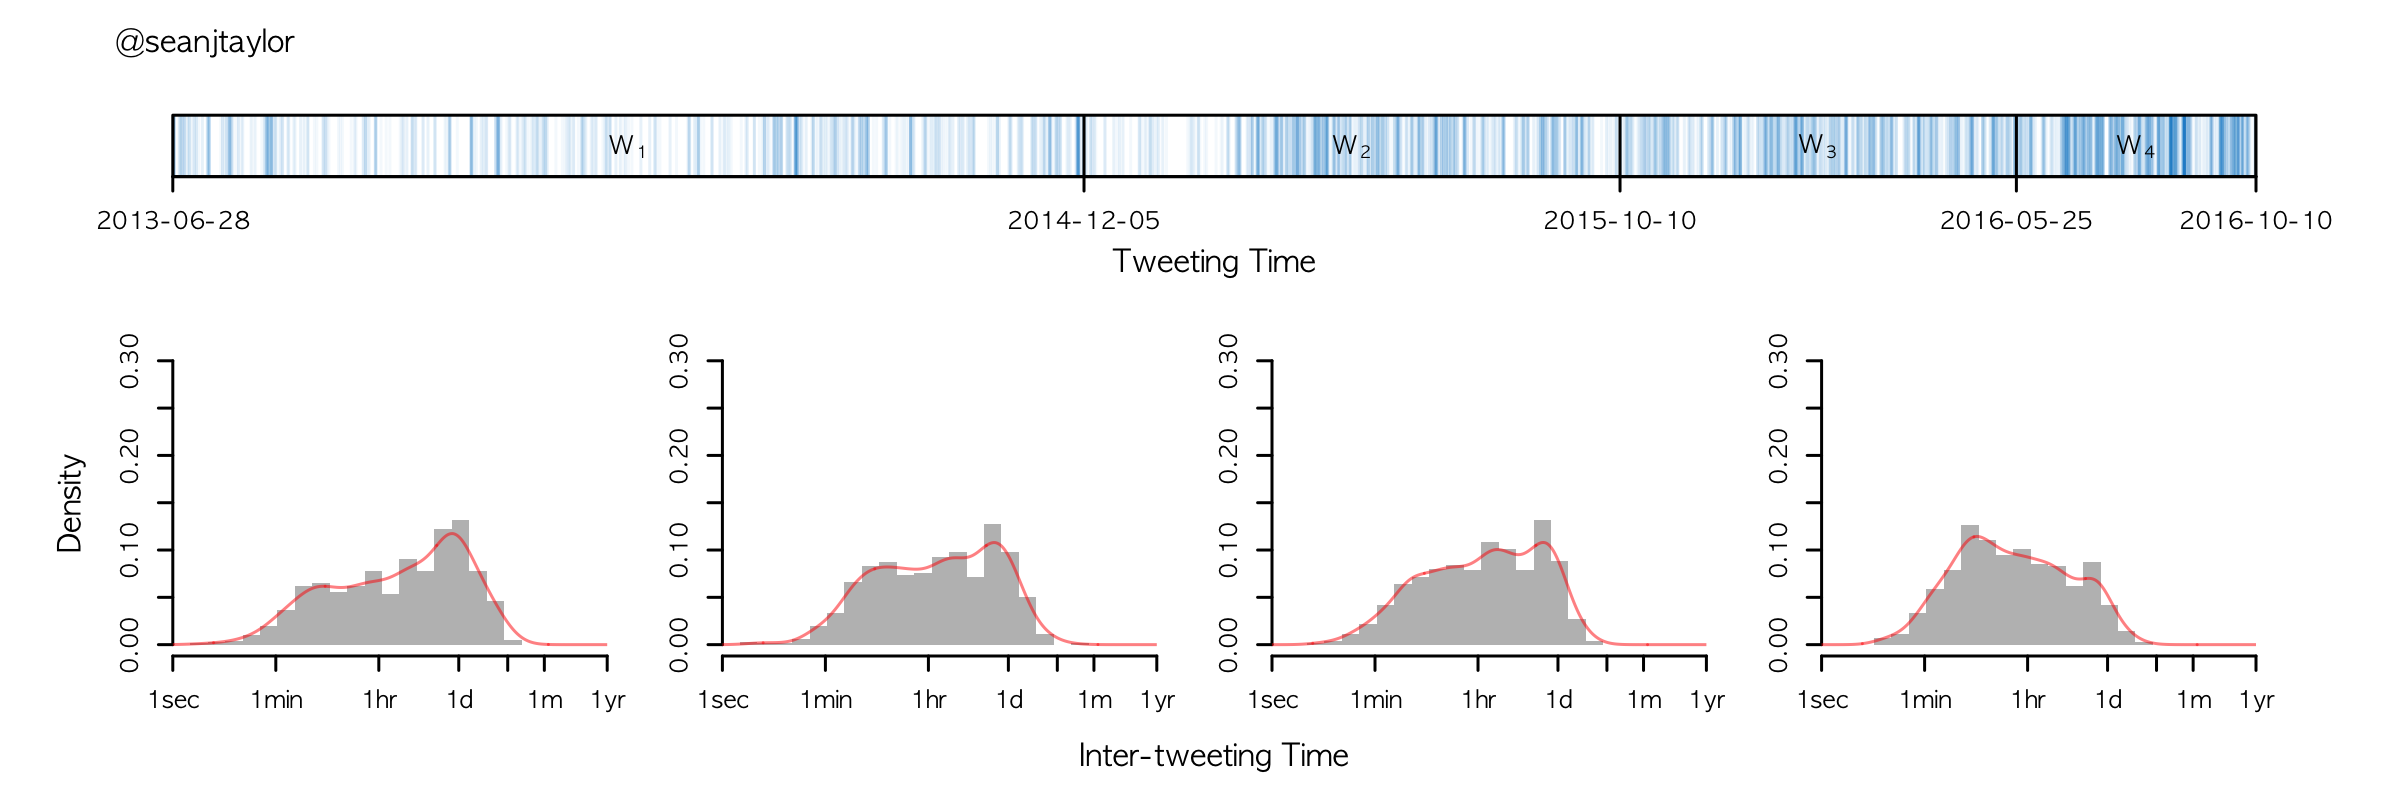 @seanjtaylor
W1 W2 W3 W4
2013-06-28 2014-12-05 2015-10-10 2016-05-25 2016-10-10
Tweeting Time
Density
0.00 0.10 0.20 0.30
0.00 0.10 0.20 0.30
0.00 0.10 0.20 0.30
0.00 0.10 0.20 0.30
1sec 1min 1hr 1d 1m 1yr
1sec 1min 1hr 1d 1m 1yr
1sec 1min 1hr 1d 1m 1yr
1sec 1min 1hr 1d 1m 1yr
Inter-tweeting Time